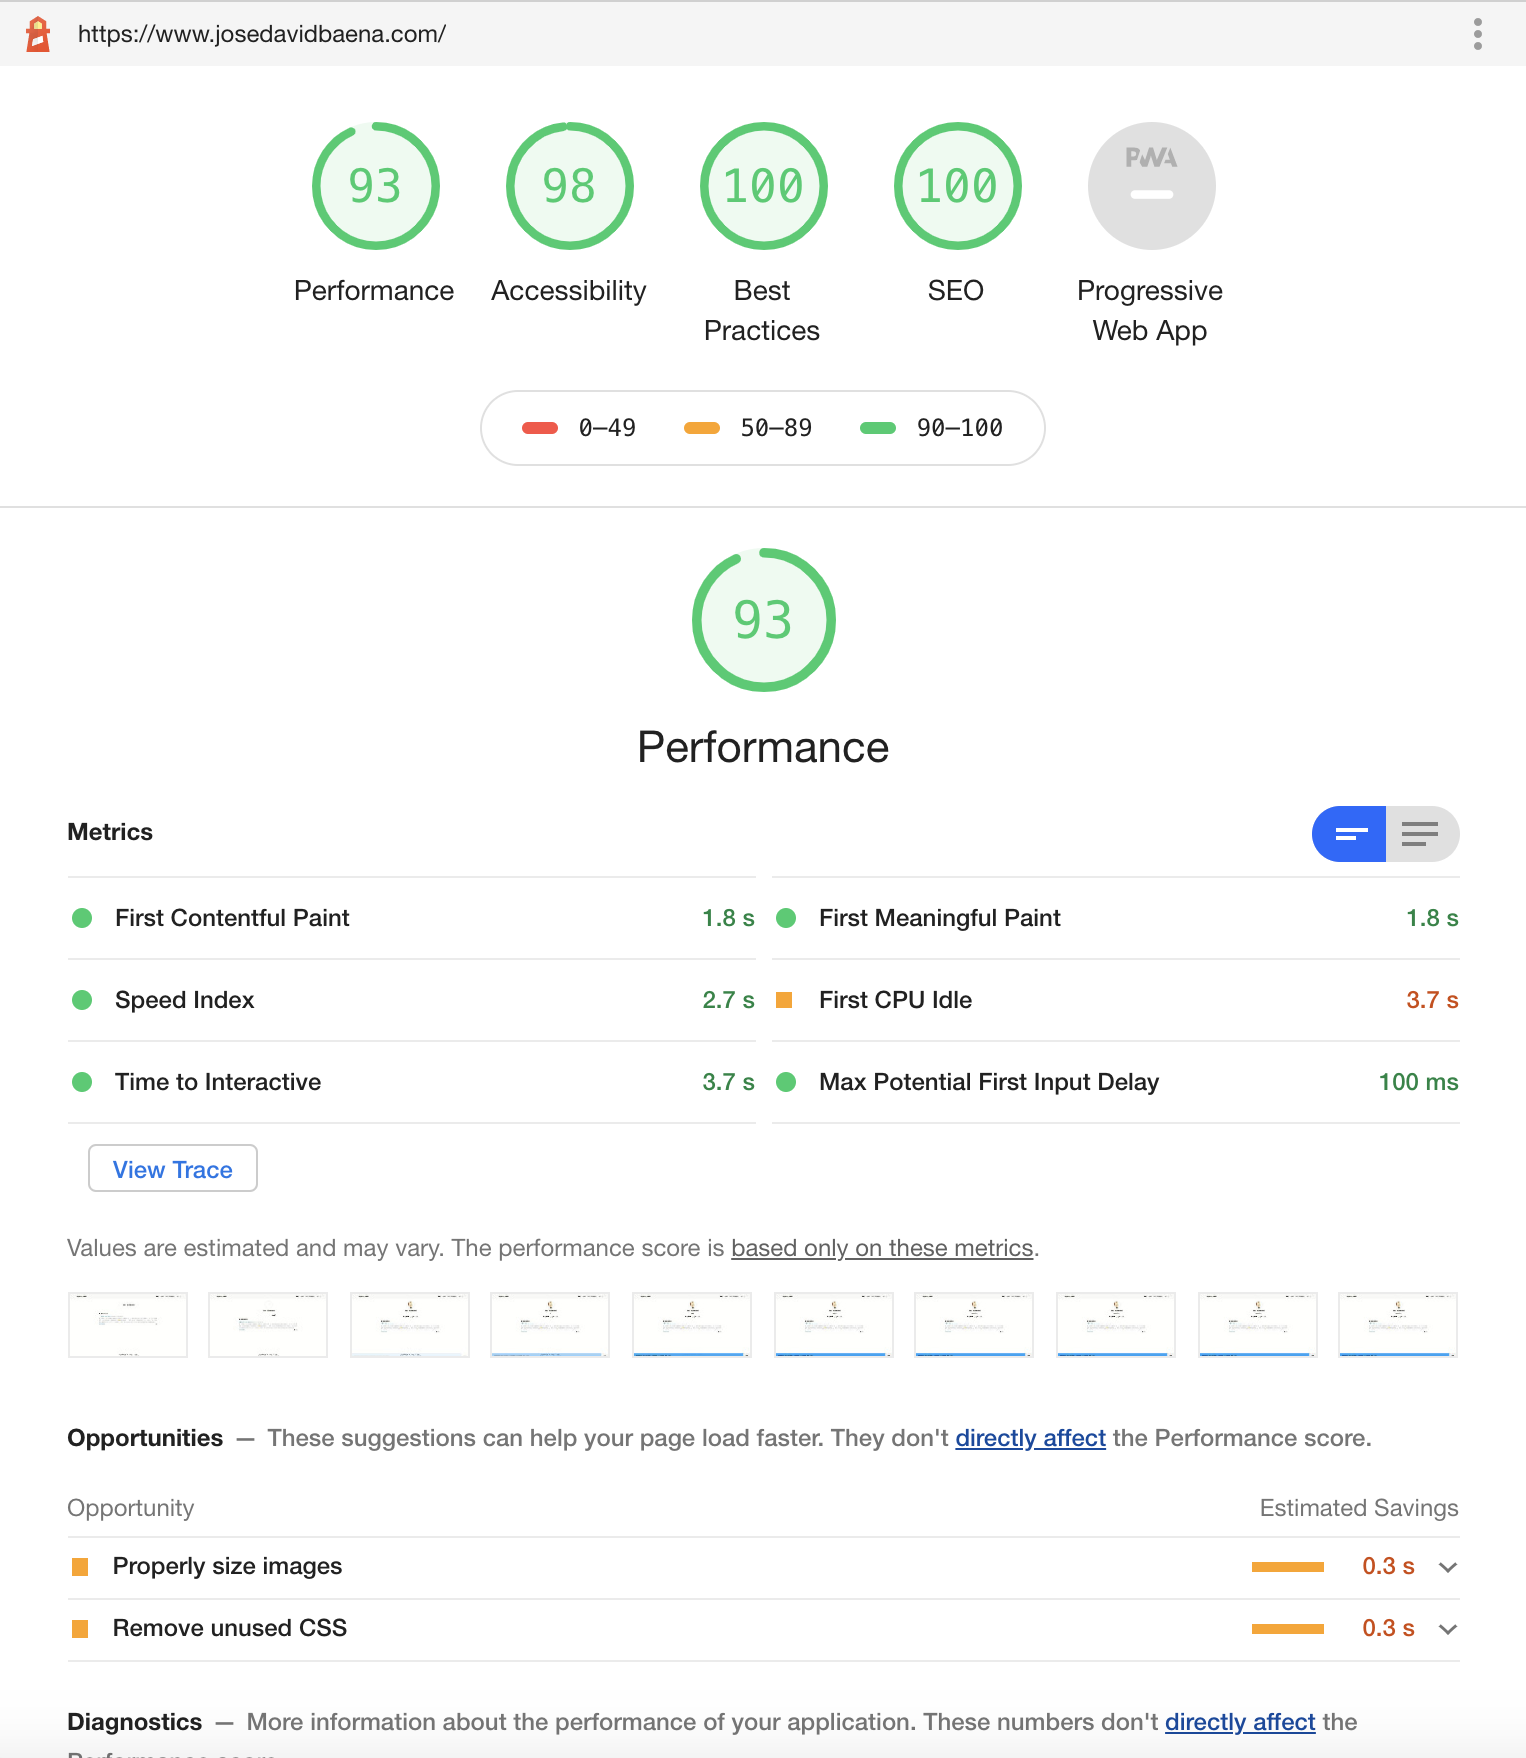 https://www.josedavidbaena.com/
93
98
100
100
PWA
Performance
Accessibility
Best
Practices
SEO
Progressive
Web App
0–49
50–89
90–100
93
Performance
Metrics
First Contentful Paint 1.8 s
First Meaningful Paint 1.8 s
Speed Index 2.7 s
First CPU Idle 3.7 s
Time to Interactive 3.7 s
Max Potential First Input Delay 100 ms
View Trace
Values are estimated and may vary. The performance score is based only on these metrics.
Opportunities — These suggestions can help your page load faster. They don't directly affect the Performance score.
Opportunity Estimated Savings
Properly size images 0.3 s
Remove unused CSS 0.3 s
Diagnostics — More information about the performance of your application. These numbers don't directly affect the